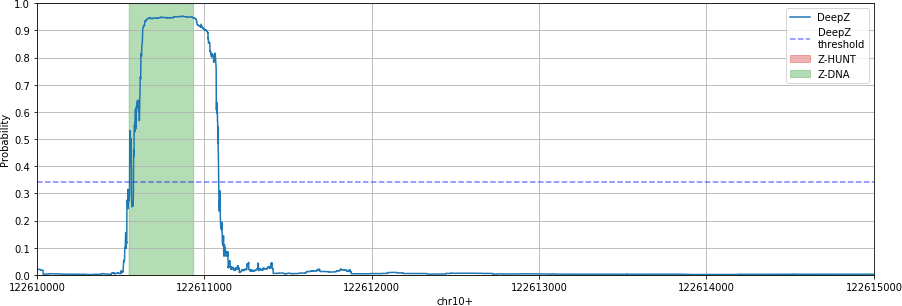 1.0
0.9
0.8
0.7
0.6
0.5
0.4
0.3
0.2
0.1
0.0
Probability
DeepZ
DeepZ
threshold
Z-HUNT
Z-DNA
122610000
122611000
122612000
122613000
122614000
122615000
chr10+